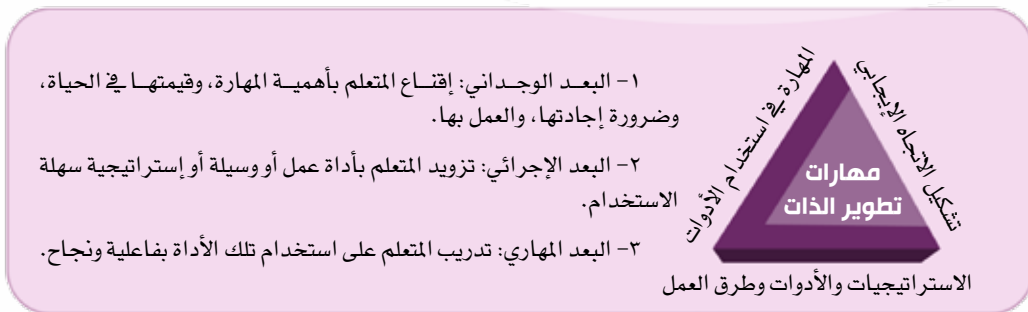 ١- البعد الوجداني: إقناع المتعلم بأهمية المهارة، وقيمتها في الحياة،
وضرورة إجادتها، والعمل بها.
٢- البعد الإجرائي: تزويد المتعلم بأداة عمل أو وسيلة أو إستراتيجية سهلة
الاستخدام.
٣- البعد المهاري: تدريب المتعلم على استخدام تلك الأداة بفاعلية ونجاح.
تشكيل الاتجاه الإيجابي
المهارة في استخدام الأدوات
مهارات
تطوير الذات
الاستراتيجيات والأدوات وطرق العمل